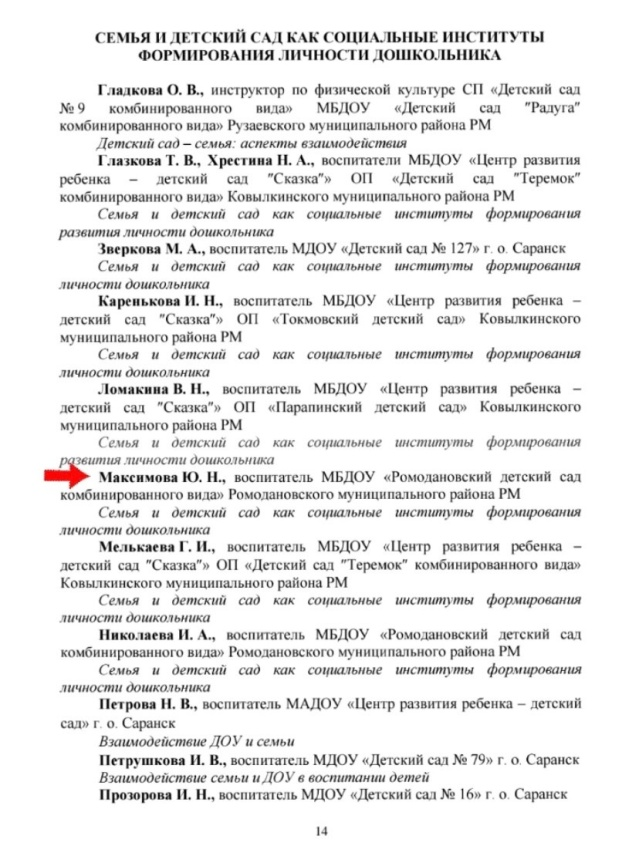 СЕМЬЯ И ДЕТСКИЙ САД КАК СОЦИАЛЬНЫЕ ИНСТИТУТЫ
ФОРМИРОВАНИЯ ЛИЧНОСТИ ДОШКОЛЬНИКА
Гладкова О. В., инструктор по физической культуре СП «Детский сад
№ 9 комбинированного вида» МБДОУ «Детский сад "Радуга"
комбинированного вида» Рузаевского муниципального района РМ
Детский сад – семья: аспекты взаимодействия
Глазкова Т. В., Хрестина Н. А., воспитатели МБДОУ «Центр развития
ребенка – детский сад "Сказка"» ОП «Детский сад "Теремок"
комбинированного вида» Ковылкинского муниципального района РМ
Семья и детский сад как социальные институты формирования
развития личности дошкольника
Зверкова М. А., воспитатель МДОУ «Детский сад № 127» г. о. Саранск
Семья и детский сад как социальные институты формирования
личности дошкольника
Каренькова И. Н., воспитатель МБДОУ «Центр развития ребенка –
детский сад "Сказка"» ОП «Токмовский детский сад» Ковылкинского
муниципального района РМ
Семья и детский сад как социальные институты формирования
личности дошкольника
Ломакина В. Н., воспитатель МБДОУ «Центр развития ребенка –
детский сад "Сказка"» ОП «Парапинский детский сад» Ковылкинского
муниципального района РМ
Семья и детский сад как социальные институты формирования
развития личности дошкольника
Максимова Ю. Н., воспитатель МБДОУ «Ромодановский детский сад
комбинированного вида» Ромодановского муниципального района РМ
Семья и детский сад как социальные институты формирования
личности дошкольника
Мелькаева Г. И., воспитатель МБДОУ «Центр развития ребенка –
детский сад "Сказка"» ОП «Детский сад "Теремок" комбинированного вида»
Ковылкинского муниципального района РМ
Семья и детский сад как социальные институты формирования
личности дошкольника
Николаева И. А., воспитатель МБДОУ «Ромодановский детский сад
комбинированного вида» Ромодановского муниципального района РМ
Семья и детский сад как социальные институты формирования
личности дошкольника
Петрова Н. В., воспитатель МАДОУ «Центр развития ребенка – детский
сад» г. о. Саранск
Взаимодействие ДОУ и семьи
Петрушкова И. В., воспитатель МДОУ «Детский сад № 79» г. о. Саранск
Взаимодействие семьи и ДОУ в воспитании детей
Прозорова И. Н., воспитатель МДОУ «Детский сад № 16» г. о. Саранск
14